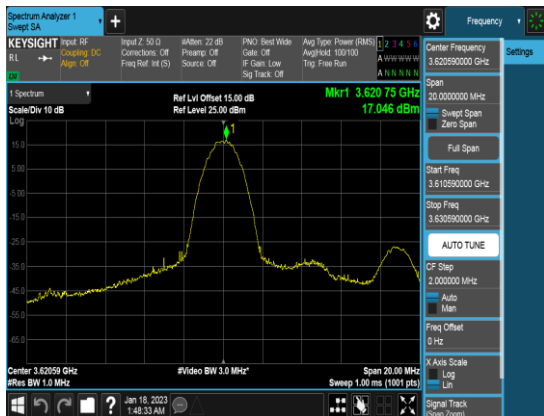 Spectrum Analyzer 1
Swept SA
Frequency
KEYSIGHT
Input: RF
Coupling: DC
Align: Off
Input Z: 50 Ω
Corrections: Off
Freq Ref: Int (S)
#Atten: 22 dB
Preamp: Off
Source: Off
PNO: Best Wide
Gate: Off
IF Gain: Low
Sig Track: Off
Avg Type: Power (RMS)
Avg|Hold: 100/100
Trig: Free Run
1 2 3 4 5 6
A W W W W W
A N N N N N
R L
1 Spectrum
Scale/Div 10 dB
Ref Lvl Offset 15.00 dB
Ref Level 25.00 dBm
Mkr1 3.620 75 GHz
17.046 dBm
Log
1
15.0
5.00
-5.00
-15.0
-25.0
-35.0
-45.0
-55.0
-65.0
Center 3.62059 GHz
#Res BW 1.0 MHz
#Video BW 3.0 MHz*
Span 20.00 MHz
Sweep 1.00 ms (1001 pts)
Center Frequency
3.620590000 GHz
Settings
Span
20.0000000 MHz
Swept Span
Zero Span
Full Span
Start Freq
3.610590000 GHz
Stop Freq
3.630590000 GHz
AUTO TUNE
CF Step
2.000000 MHz
Auto
Man
Freq Offset
0 Hz
X Axis Scale
Log
Lin
Signal Track
(Span Zoom)
Jan 18, 2023
1:48:33 AM